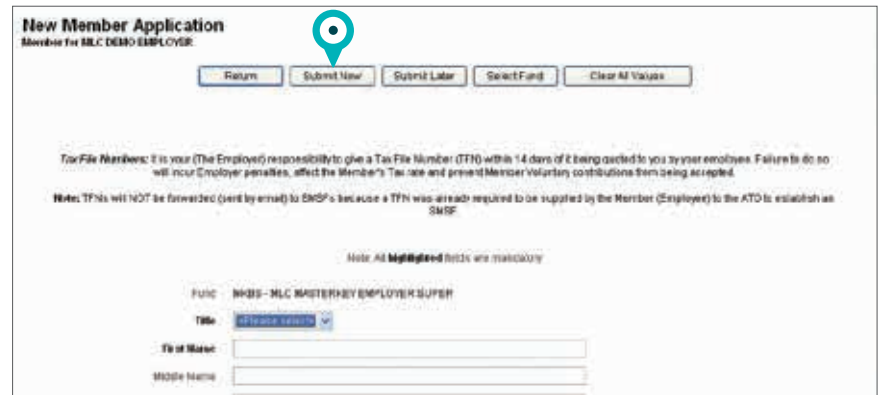 New Member Application
Member for MLC DEMO EMPLOYER
Return Submit Now Submit Later Select Fund Clear All Values
Tax File Numbers: It is your (The Employer) responsibility to give a Tax File Number (TFN) within 14 days of it being quoted to you by your employee. Failure to do so
will incur Employer penalties, affect the Member's Tax rate and prevent Member Voluntary contributions from being accepted.
Note: TFNs will NOT be forwarded (sent by email) to SMSF's because a TFN was already required to be supplied by the Member (Employee) to the ATO to establish an
SMSF.
Note: All highlighted fields are mandatory
Fund MKBS - MLC MASTERKEY EMPLOYER SUPER
Title <Please select>
First Name
Middle Name